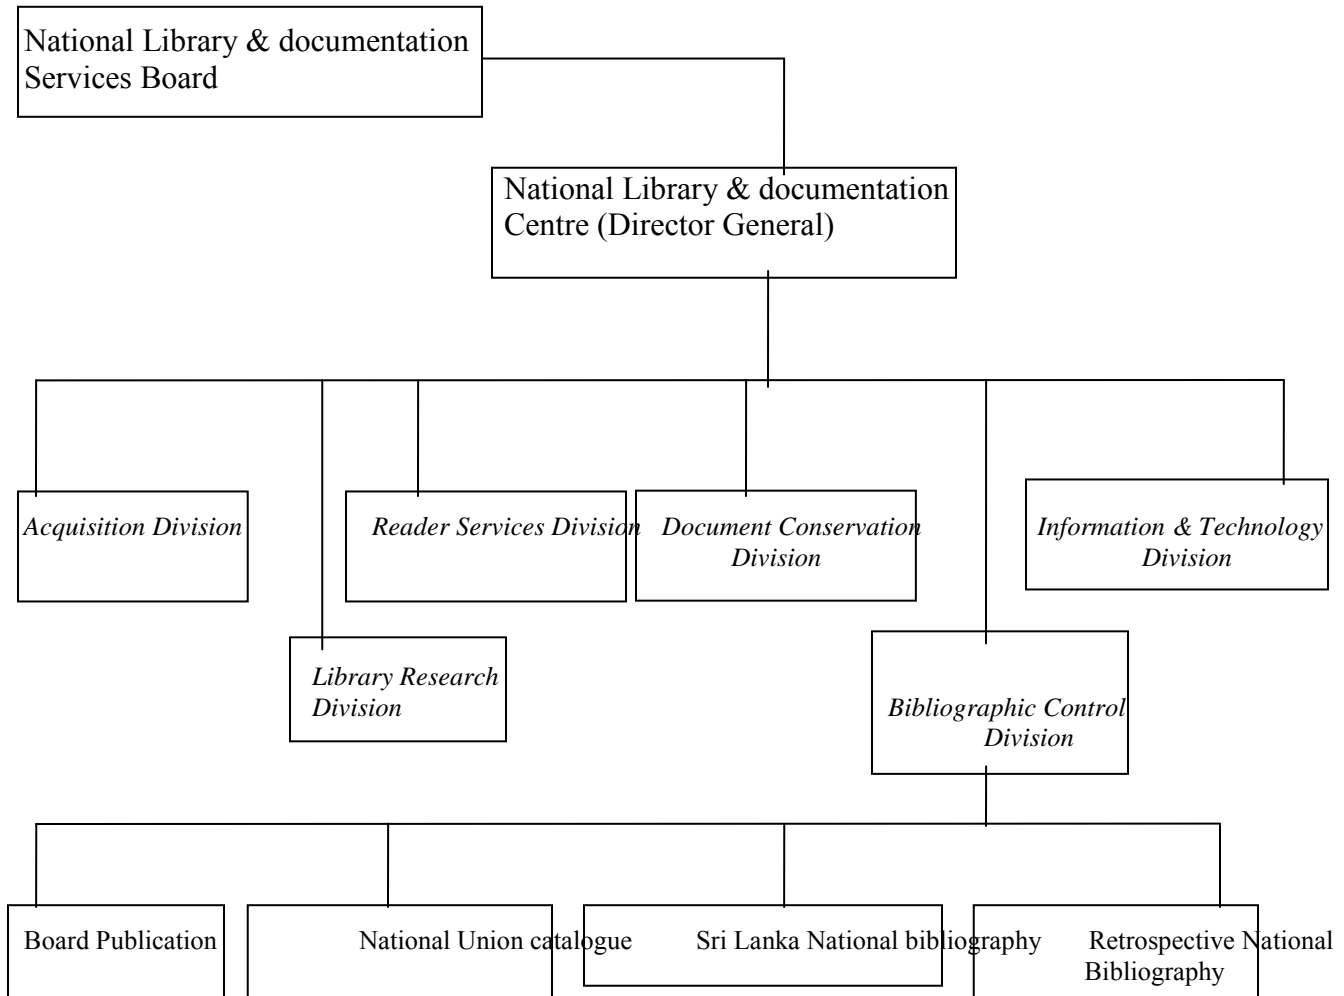 National Library & documentation
Services Board
National Library & documentation
Centre (Director General)
Acquisition Division
Reader Services Division
Document Conservation
Division
Information & Technology
Division
Library Research
Division
Bibliographic Control
Division
Board Publication
National Union catalogue
Sri Lanka National bibliography
Retrospective National
Bibliography